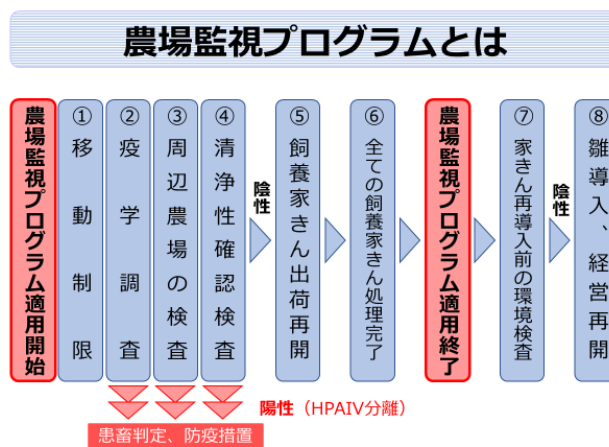 農場監視プログラムとは
農場監視プログラム適用開始
①移動制限
②疫学調査
③周辺農場の検査
④清浄性確認検査
陰性
⑤飼養家きん出荷再開
⑥全ての飼養家きん処理完了
農場監視プログラム適用終了
⑦家きん再導入前の環境検査
陰性
⑧雛導入、経営再開
陽性（HPAIV分離）
患畜判定、防疫措置